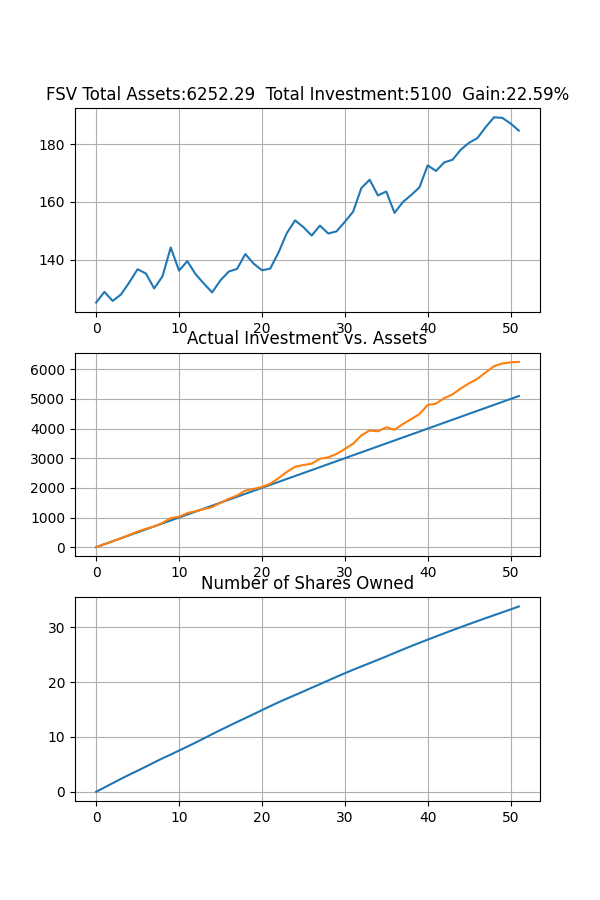 FSV Total Assets:6252.29  Total Investment:5100  Gain:22.59%
180
160
140
0 10 20 30 40 50
Actual Investment vs. Assets
6000
5000
4000
3000
2000
1000
0
0 10 20 30 40 50
Number of Shares Owned
30
20
10
0
0 10 20 30 40 50